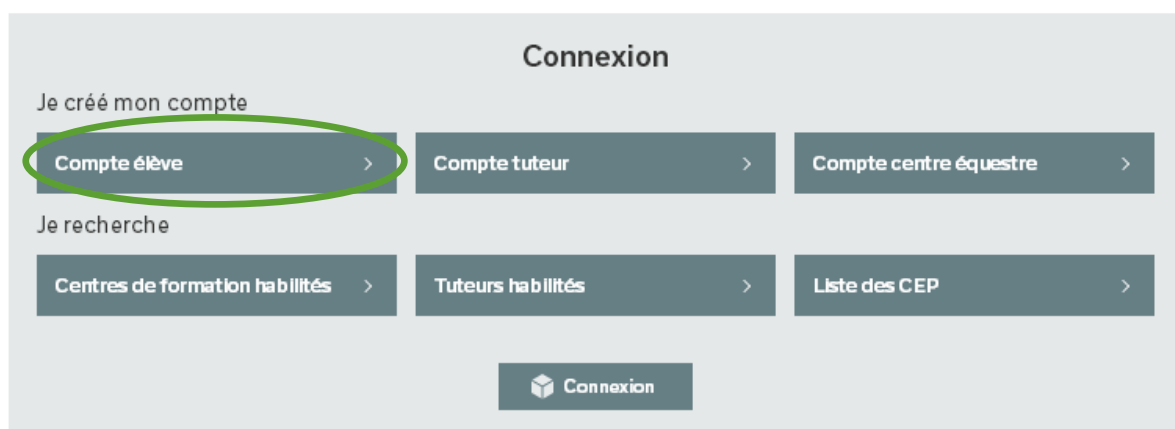 Connexion
Je créé mon compte
Compte élève
Compte tuteur
Compte centre équestre
Je recherche
Centres de formation habilités
Tuteurs habilités
Liste des CEP
Connexion